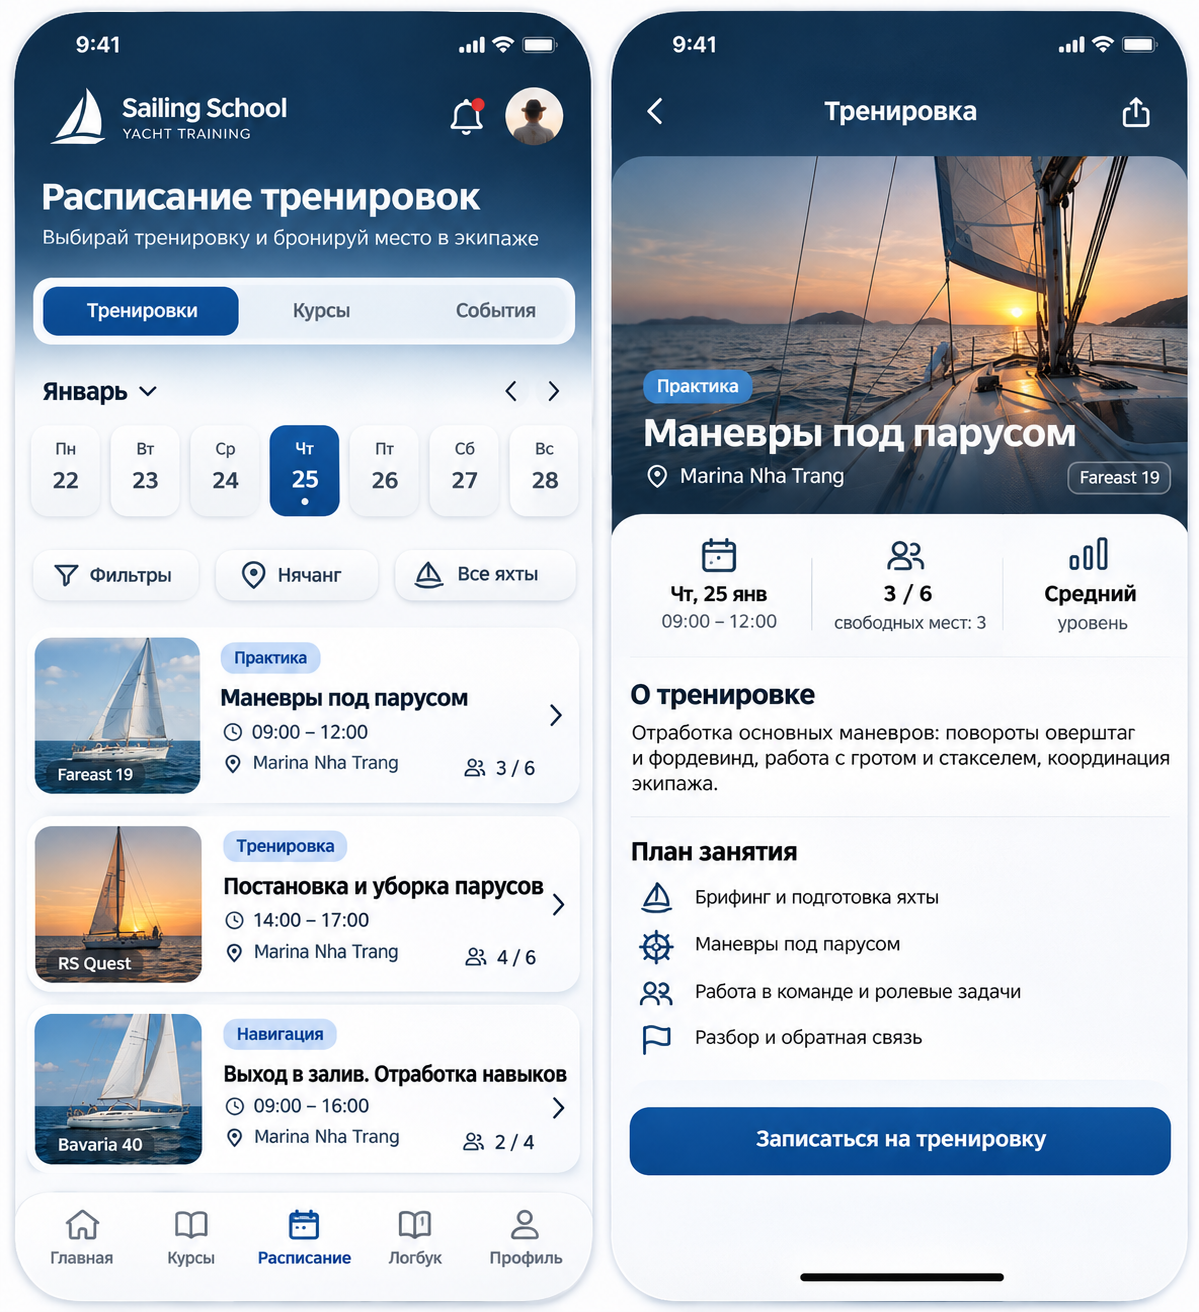 9:41
Sailing School
YACHT TRAINING
Расписание тренировок
Выбирай тренировку и бронируй место в экипаже
Тренировки Курсы События
Январь
Пн Вт Ср Чт Пт Сб Вс
22 23 24 25 26 27 28
Фильтры Нячанг Все яхты
Практика
Маневры под парусом
09:00 – 12:00
Marina Nha Trang
3 / 6
Fareast 19
Тренировка
Постановка и уборка парусов
14:00 – 17:00
Marina Nha Trang
4 / 6
RS Quest
Навигация
Выход в залив. Отработка навыков
09:00 – 16:00
Marina Nha Trang
2 / 4
Bavaria 40
Главная Курсы Расписание Логбук Профиль
9:41
Тренировка
Практика
Маневры под парусом
Marina Nha Trang
Fareast 19
Чт, 25 янв
09:00 – 12:00
3 / 6
свободных мест: 3
Средний
уровень
О тренировке
Отработка основных маневров: повороты оверштаг
и фордевинд, работа с гротом и стакселем, координация
экипажа.
План занятия
Брифинг и подготовка яхты
Маневры под парусом
Работа в команде и ролевые задачи
Разбор и обратная связь
Записаться на тренировку